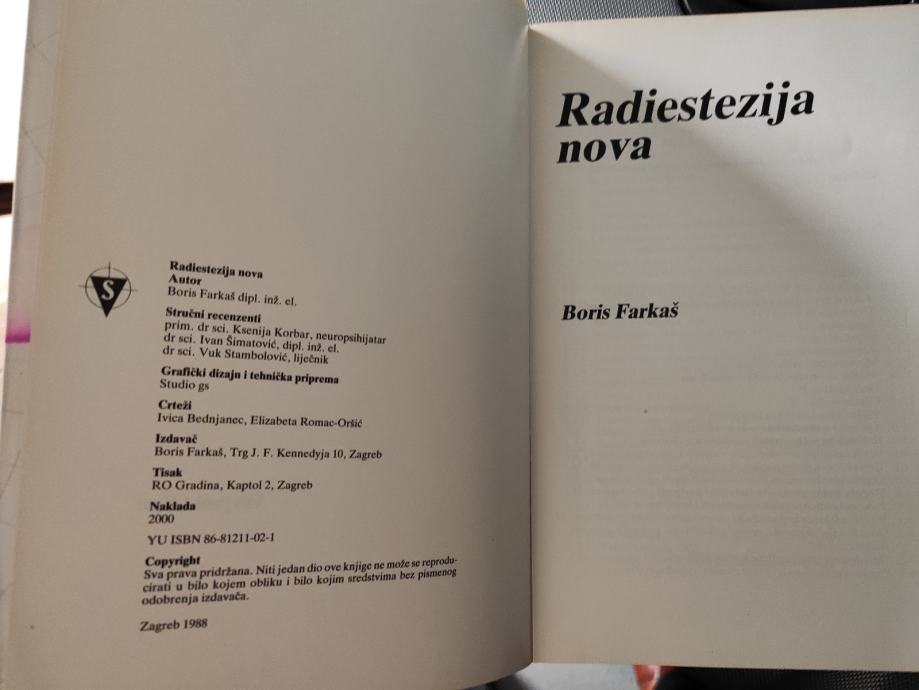 S
Radiestezija nova
Autor
Boris Farkaš dipl. inž. el.
Stručni recenzenti
prim. dr sci. Ksenija Korbar, neuropsihijatar
dr sci. Ivan Šimatović, dipl. inž. el.
dr sci. Vuk Stambolović, liječnik
Grafički dizajn i tehnička priprema
Studio gs
Crteži
Ivica Bednjanec, Elizabeta Romac-Oršić
Izdavač
Boris Farkaš, Trg J. F. Kennedyja 10, Zagreb
Tisak
RO Gradina, Kaptol 2, Zagreb
Naklada
2000
YU ISBN 86-81211-02-1
Copyright
Sva prava pridržana. Niti jedan dio ove knjige ne može se reprodu-
cirati u bilo kojem obliku i bilo kojim sredstvima bez pismenog
odobrenja izdavača.
Zagreb 1988
Radiestezija
nova
Boris Farkaš